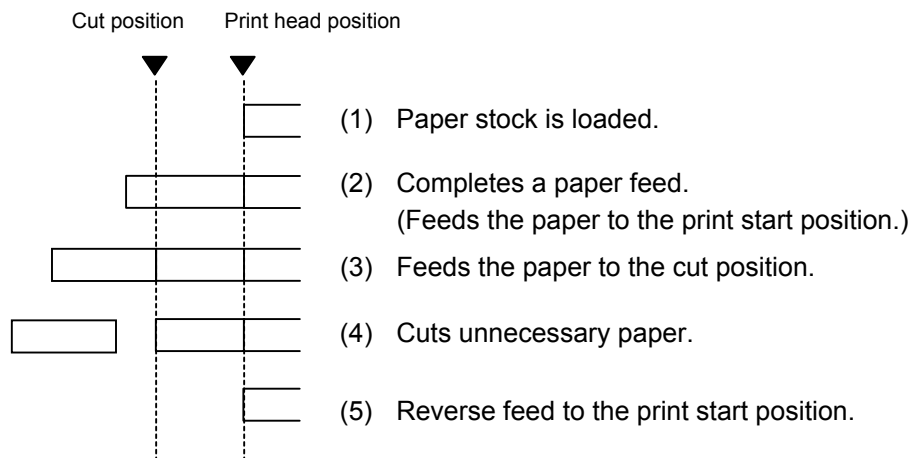 Cut position Print head position
(1) Paper stock is loaded.
(2) Completes a paper feed.
(Feeds the paper to the print start position.)
(3) Feeds the paper to the cut position.
(4) Cuts unnecessary paper.
(5) Reverse feed to the print start position.